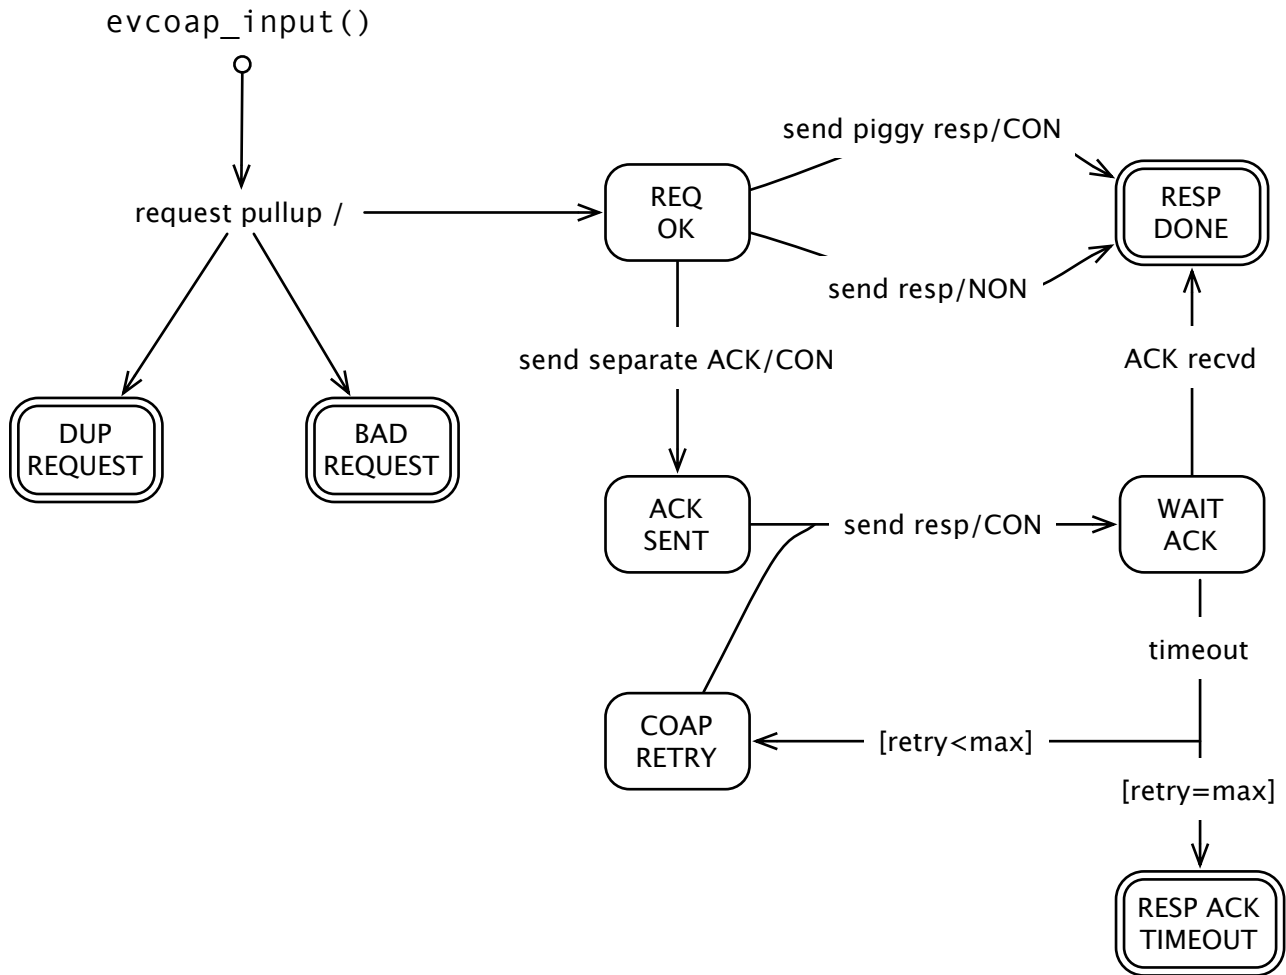 evcoap_input()
send piggy resp/CON
request pullup /
REQ
OK
RESP
DONE
send resp/NON
send separate ACK/CON
ACK recvd
DUP
REQUEST
BAD
REQUEST
ACK
SENT
send resp/CON
WAIT
ACK
timeout
COAP
RETRY
[retry<max]
[retry=max]
RESP ACK
TIMEOUT